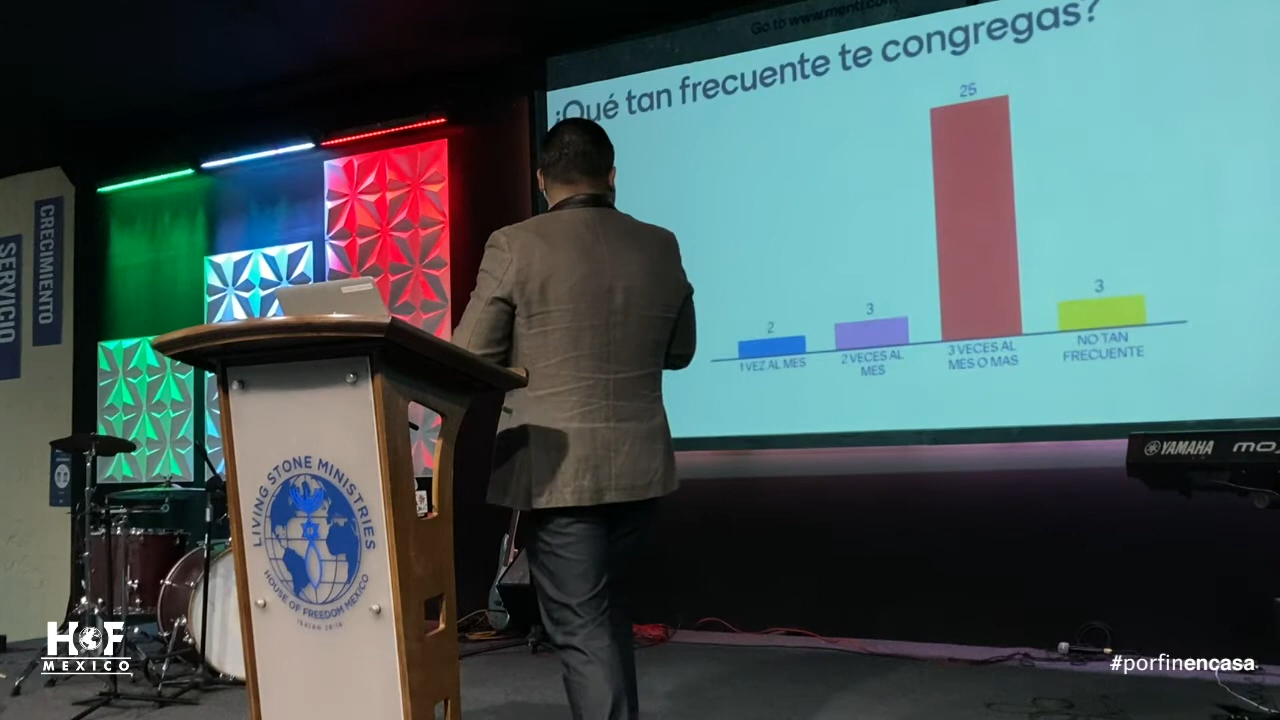 Go to www.menti.com
¿Qué tan frecuente te congregas?
25
2
3
3
1 VEZ AL MES
2 VECES AL
MES
3 VECES AL
MES O MAS
NO TAN
FRECUENTE
CRECIMIENTO
SERVICIO
YAMAHA
LIVING STONE MINISTRIES
HOUSE OF FREEDOM MEXICO
HOF
MEXICO
#porfinencasa